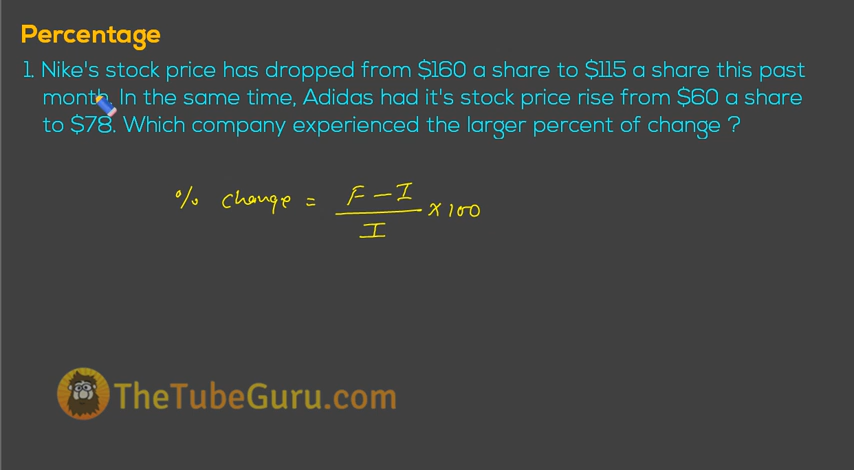 Percentage
1. Nike's stock price has dropped from $160 a share to $115 a share this past
month. In the same time, Adidas had it's stock price rise from $60 a share
to $78. Which company experienced the larger percent of change ?
% change = F - I / I × 100
TheTubeGuru.com